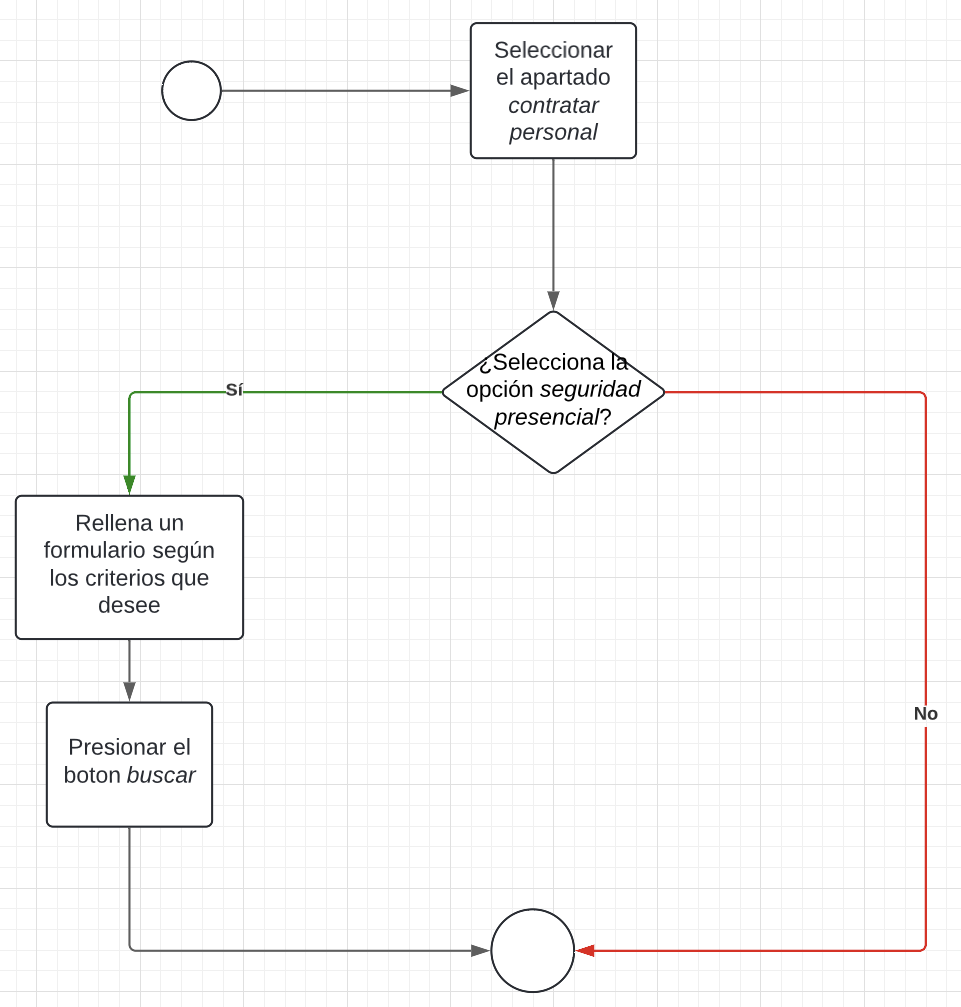 Seleccionar
el apartado
contratar
personal
¿Selecciona la
opción seguridad
presencial?
Sí
Rellena un
formulario según
los criterios que
desee
No
Presionar el
boton buscar